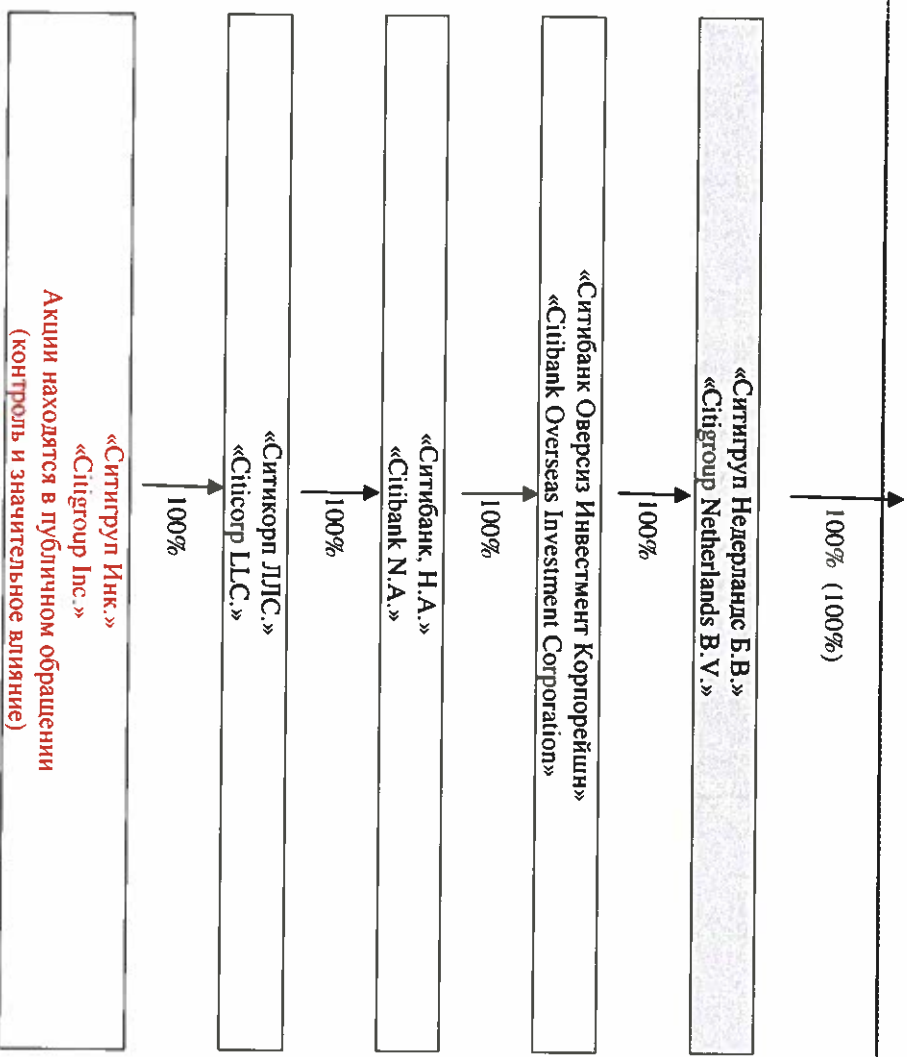 100% (100%)
«Ситигруп Недерландс Б.В.»
«Citigroup Netherlands B.V.»
100%
«Ситибанк Оверсиз Инвестмент Корпорейшн»
«Citibank Overseas Investment Corporation»
100%
«Ситибанк, Н.А.»
«Citibank N.A.»
100%
«Ситикорп ЛЛС.»
«Citicorp LLC.»
100%
«Ситигруп Инк.»
«Citigroup Inc.»
Акции находятся в публичном обращении
(контроль и значительное влияние)